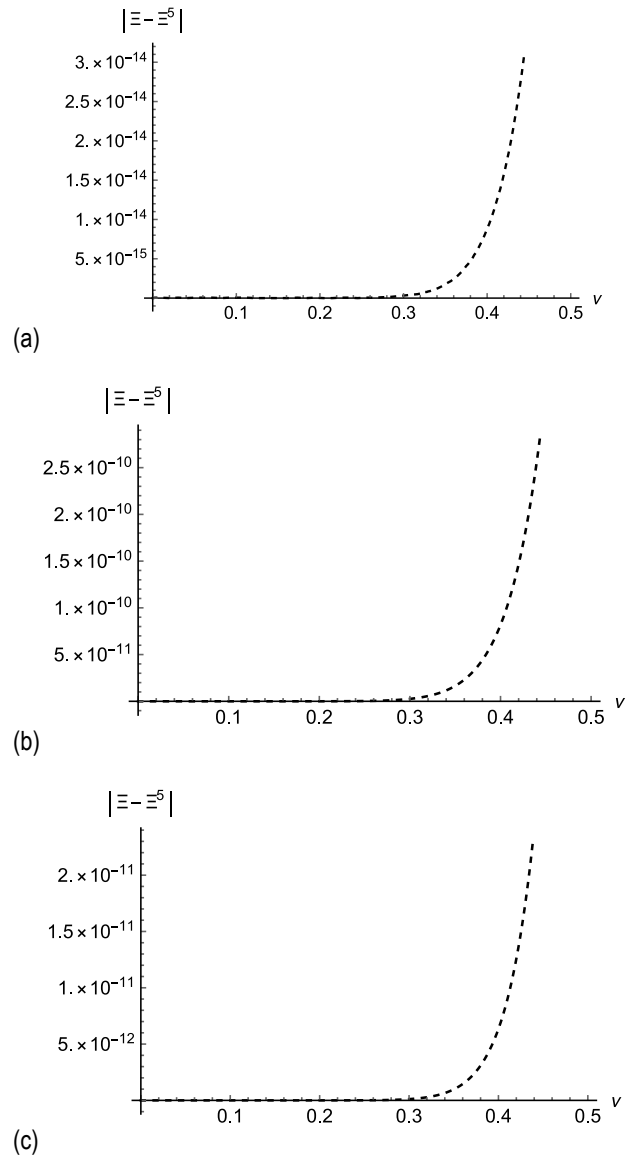 |Ξ − Ξ⁵|
3. × 10⁻¹⁴
2.5 × 10⁻¹⁴
2. × 10⁻¹⁴
1.5 × 10⁻¹⁴
1. × 10⁻¹⁴
5. × 10⁻¹⁵
0.1 0.2 0.3 0.4 0.5 v
(a)
|Ξ − Ξ⁵|
2.5 × 10⁻¹⁰
2. × 10⁻¹⁰
1.5 × 10⁻¹⁰
1. × 10⁻¹⁰
5. × 10⁻¹¹
0.1 0.2 0.3 0.4 0.5 v
(b)
|Ξ − Ξ⁵|
2. × 10⁻¹¹
1.5 × 10⁻¹¹
1. × 10⁻¹¹
5. × 10⁻¹²
0.1 0.2 0.3 0.4 0.5 v
(c)